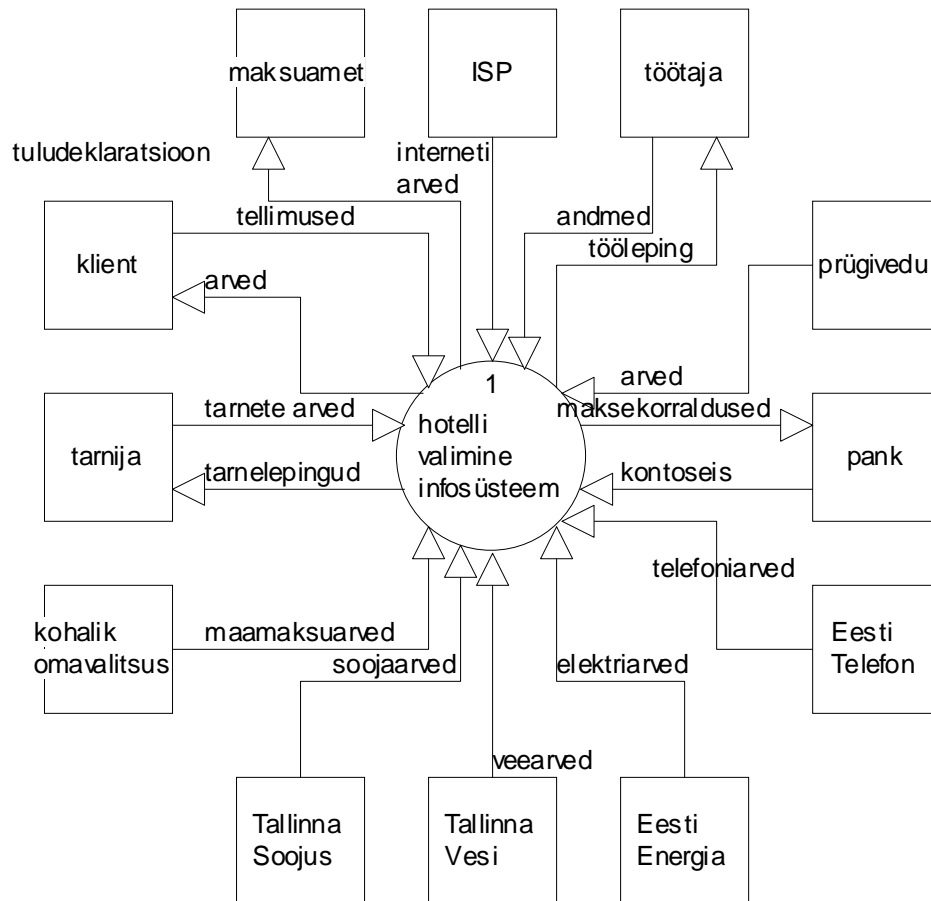 maksuamet
ISP
töötaja
tuludeklaratsioon
interneti
arved
tellimused
andmed
tööleping
klient
arved
prügivedu
1
arved
tarnete arved
hotelli
valimine
infosüsteem
maksekorraldused
tarnija
tarnelepingud
kontoseis
pank
telefoniarved
kohalik
omavalitsus
maamaksuarved
soojaarved
elektriarved
Eesti
Telefon
veearved
Tallinna
Soojus
Tallinna
Vesi
Eesti
Energia